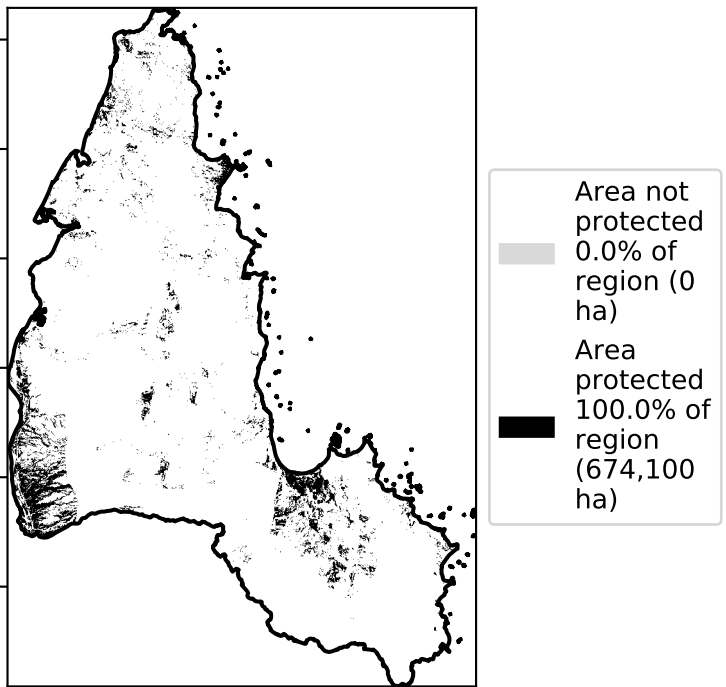 Area not
protected
0.0% of
region (0
ha)
Area
protected
100.0% of
region
(674,100
ha)